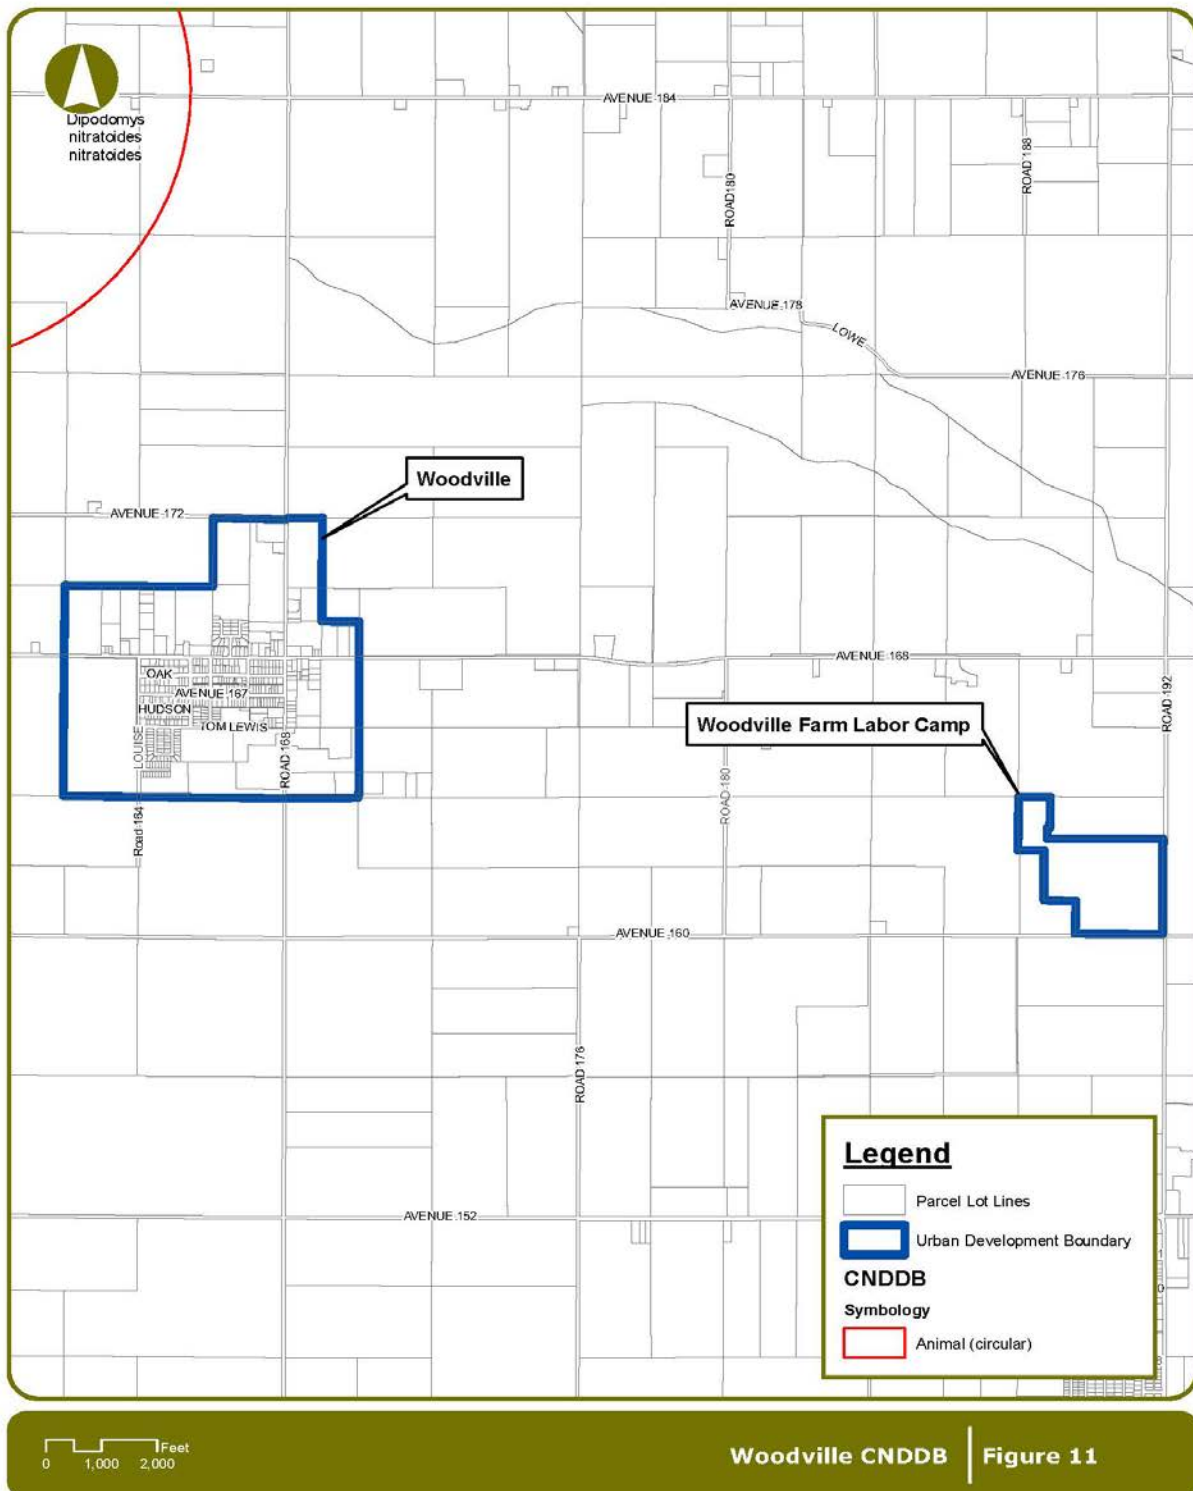 Dipodomys
nitratoides
nitratoides
AVENUE 184
ROAD 180
ROAD 188
AVENUE 178
LOWE
AVENUE 176
Woodville
AVENUE 172
AVENUE 168
OAK
AVENUE 167
HUDSON
TOM LEWIS
LOUISE
ROAD 168
ROAD 192
Woodville Farm Labor Camp
ROAD 180
Road 164
AVENUE 160
ROAD 176
AVENUE 152
Legend
Parcel Lot Lines
Urban Development Boundary
CNDDB
Symbology
Animal (circular)
Feet
0 1,000 2,000
Woodville CNDDB Figure 11